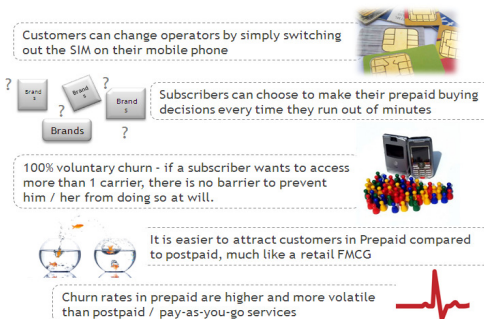 Customers can change operators by simply switching
out the SIM on their mobile phone
?
Brand
s
?
Brand
s
?
Brand
s
Brands
?
Subscribers can choose to make their prepaid buying
decisions every time they run out of minutes
100% voluntary churn - if a subscriber wants to access
more than 1 carrier, there is no barrier to prevent
him / her from doing so at will.
It is easier to attract customers in Prepaid compared
to postpaid, much like a retail FMCG
Churn rates in prepaid are higher and more volatile
than postpaid / pay-as-you-go services